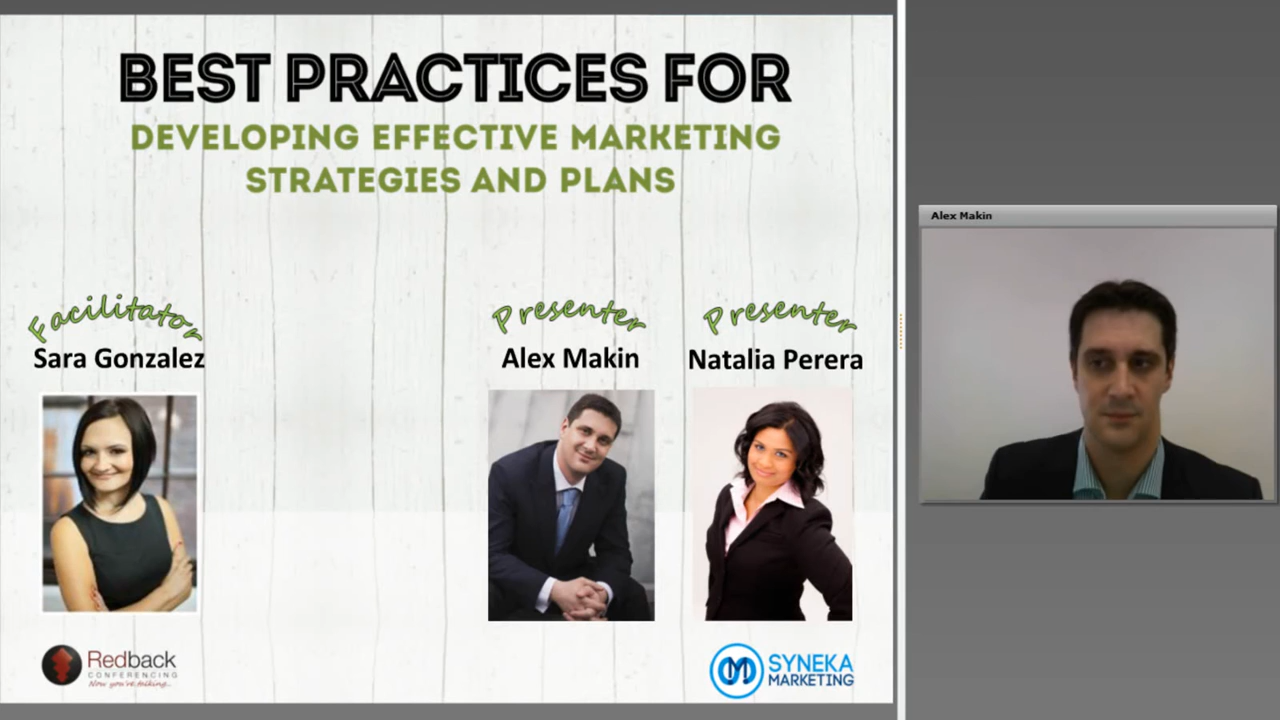 BEST PRACTICES FOR
DEVELOPING EFFECTIVE MARKETING
STRATEGIES AND PLANS
Facilitator
Sara Gonzalez
Presenter
Alex Makin
Presenter
Natalia Perera
Redback
CONFERENCING
Now you're talking..
SYNEKA
MARKETING
Alex Makin